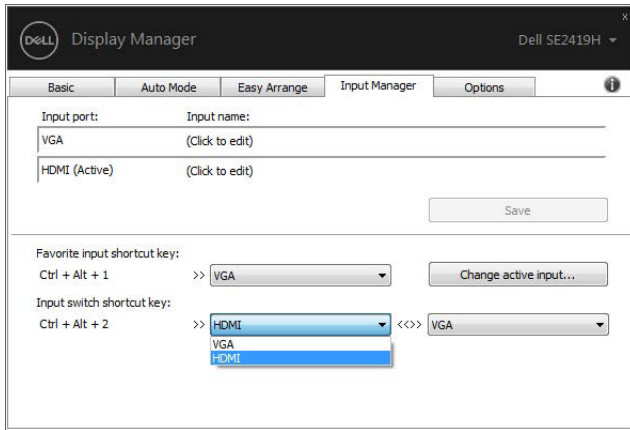 x
DELL Display Manager Dell SE2419H
Basic Auto Mode Easy Arrange Input Manager Options i
Input port: Input name:
VGA (Click to edit)
HDMI (Active) (Click to edit)
Save
Favorite input shortcut key:
Ctrl + Alt + 1 >> VGA Change active input...
Input switch shortcut key:
Ctrl + Alt + 2 >> HDMI <<>> VGA
VGA
HDMI